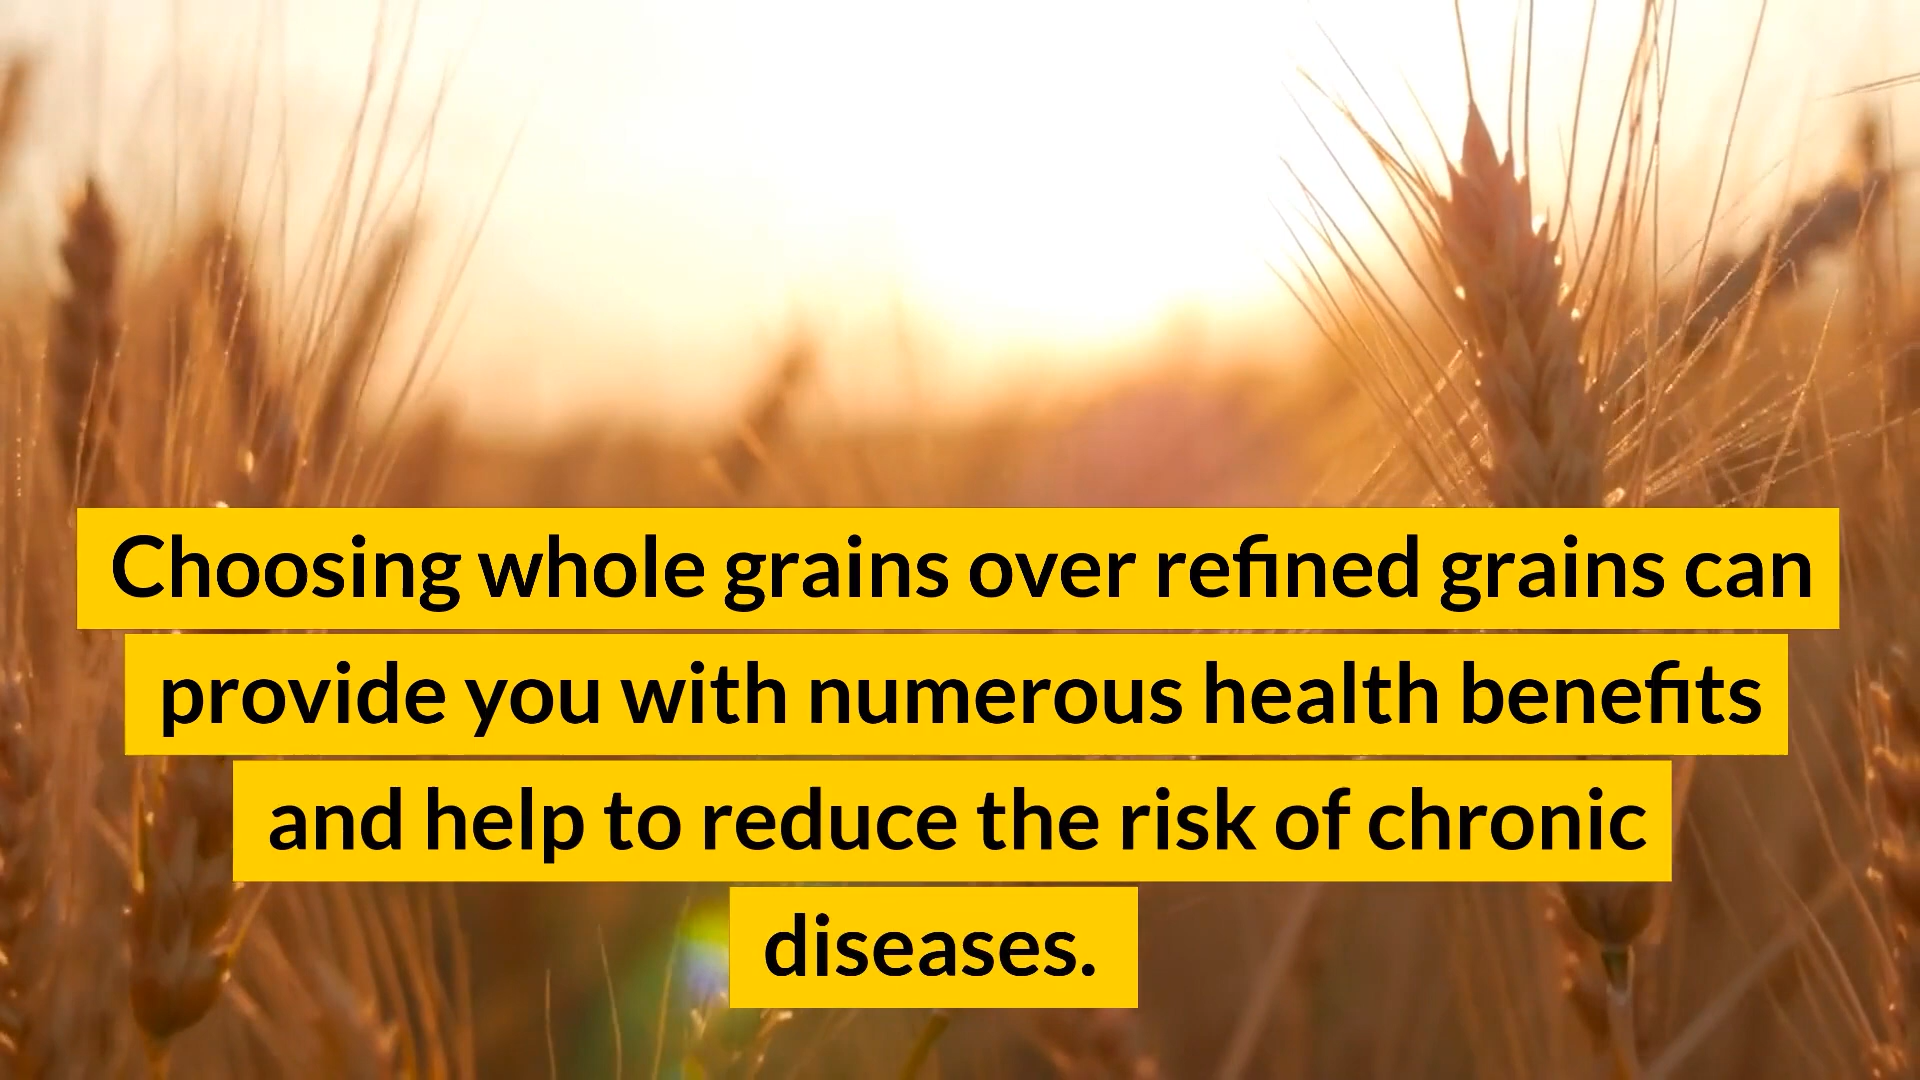 Choosing whole grains over refined grains can
provide you with numerous health benefits
and help to reduce the risk of chronic
diseases.